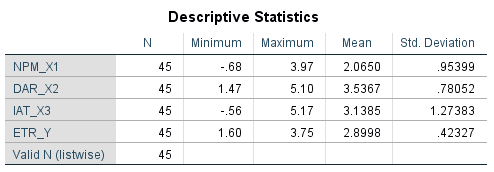 Descriptive Statistics
N Minimum Maximum Mean Std. Deviation
NPM_X1 45 -.68 3.97 2.0650 .95399
DAR_X2 45 1.47 5.10 3.5367 .78052
IAT_X3 45 -.56 5.17 3.1385 1.27383
ETR_Y 45 1.60 3.75 2.8998 .42327
Valid N (listwise) 45